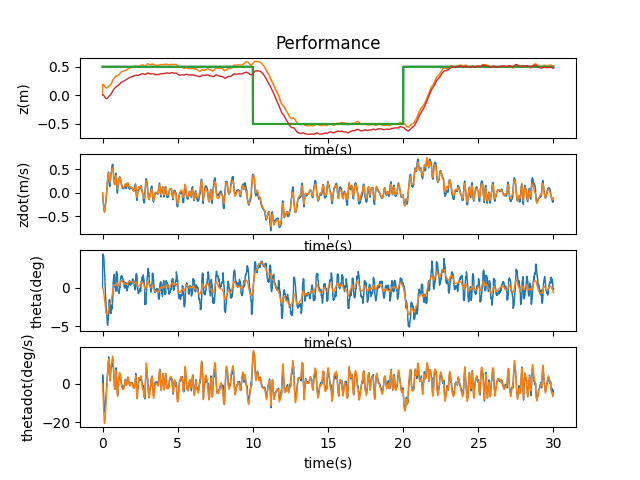 Performance
0.5
0.0
−0.5
z(m)
time(s)
0.5
0.0
−0.5
zdot(m/s)
time(s)
0
−5
theta(deg)
time(s)
0
−20
thetadot(deg/s)
0 5 10 15 20 25 30
time(s)